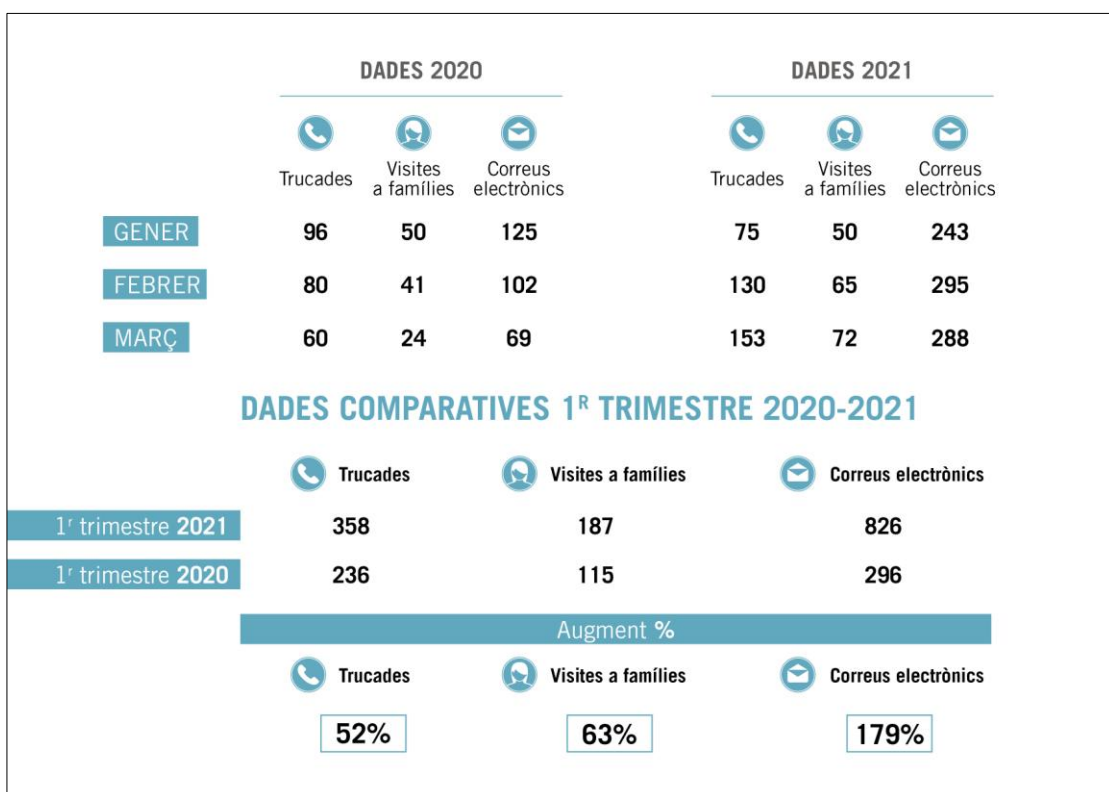 DADES 2020 DADES 2021
Trucades Visites a famílies Correus electrònics Trucades Visites a famílies Correus electrònics
GENER 96 50 125 75 50 243
FEBRER 80 41 102 130 65 295
MARÇ 60 24 69 153 72 288
DADES COMPARATIVES 1R TRIMESTRE 2020-2021
Trucades Visites a famílies Correus electrònics
1r trimestre 2021 358 187 826
1r trimestre 2020 236 115 296
Augment %
Trucades Visites a famílies Correus electrònics
52% 63% 179%